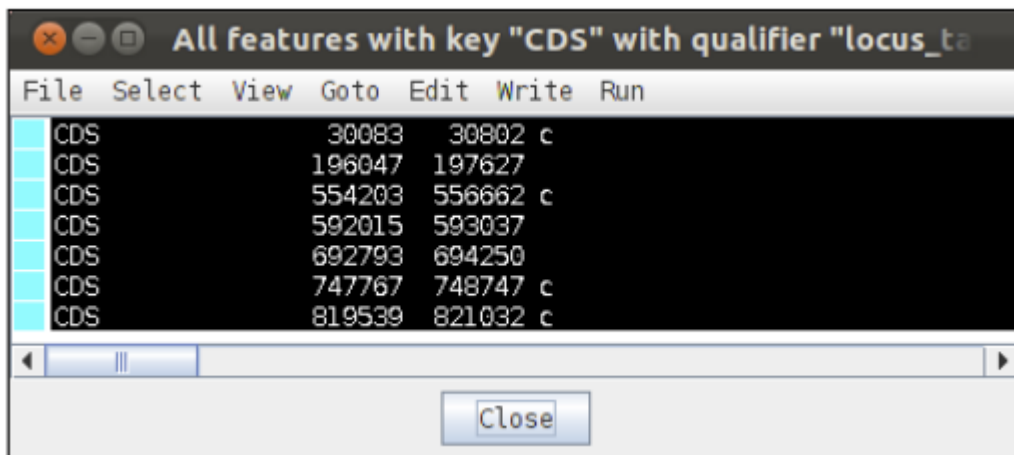 All features with key "CDS" with qualifier "locus_ta
File Select View Goto Edit Write Run
CDS 30083 30802 c
CDS 196047 197627
CDS 554203 556662 c
CDS 592015 593037
CDS 692793 694250
CDS 747767 748747 c
CDS 819539 821032 c
Close